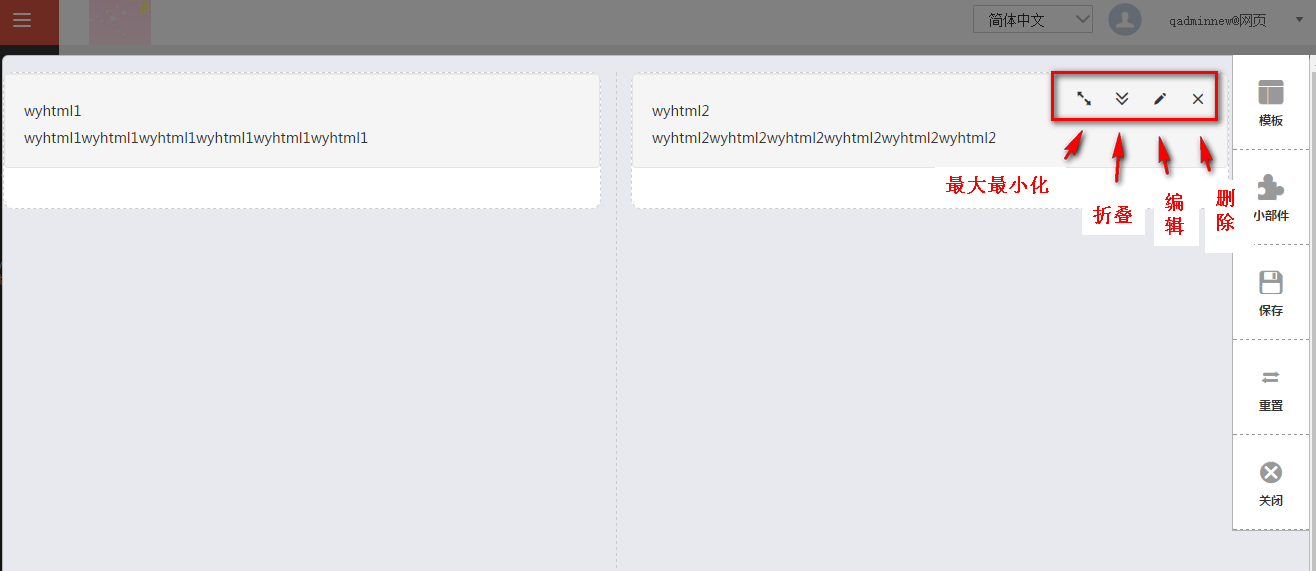 简体中文
qadminnew@网页
wyhtml1
wyhtml1wyhtml1wyhtml1wyhtml1wyhtml1wyhtml1
wyhtml2
wyhtml2wyhtml2wyhtml2wyhtml2wyhtml2wyhtml2
最大最小化
折叠
编
辑
删
除
模板
小部件
保存
重置
关闭